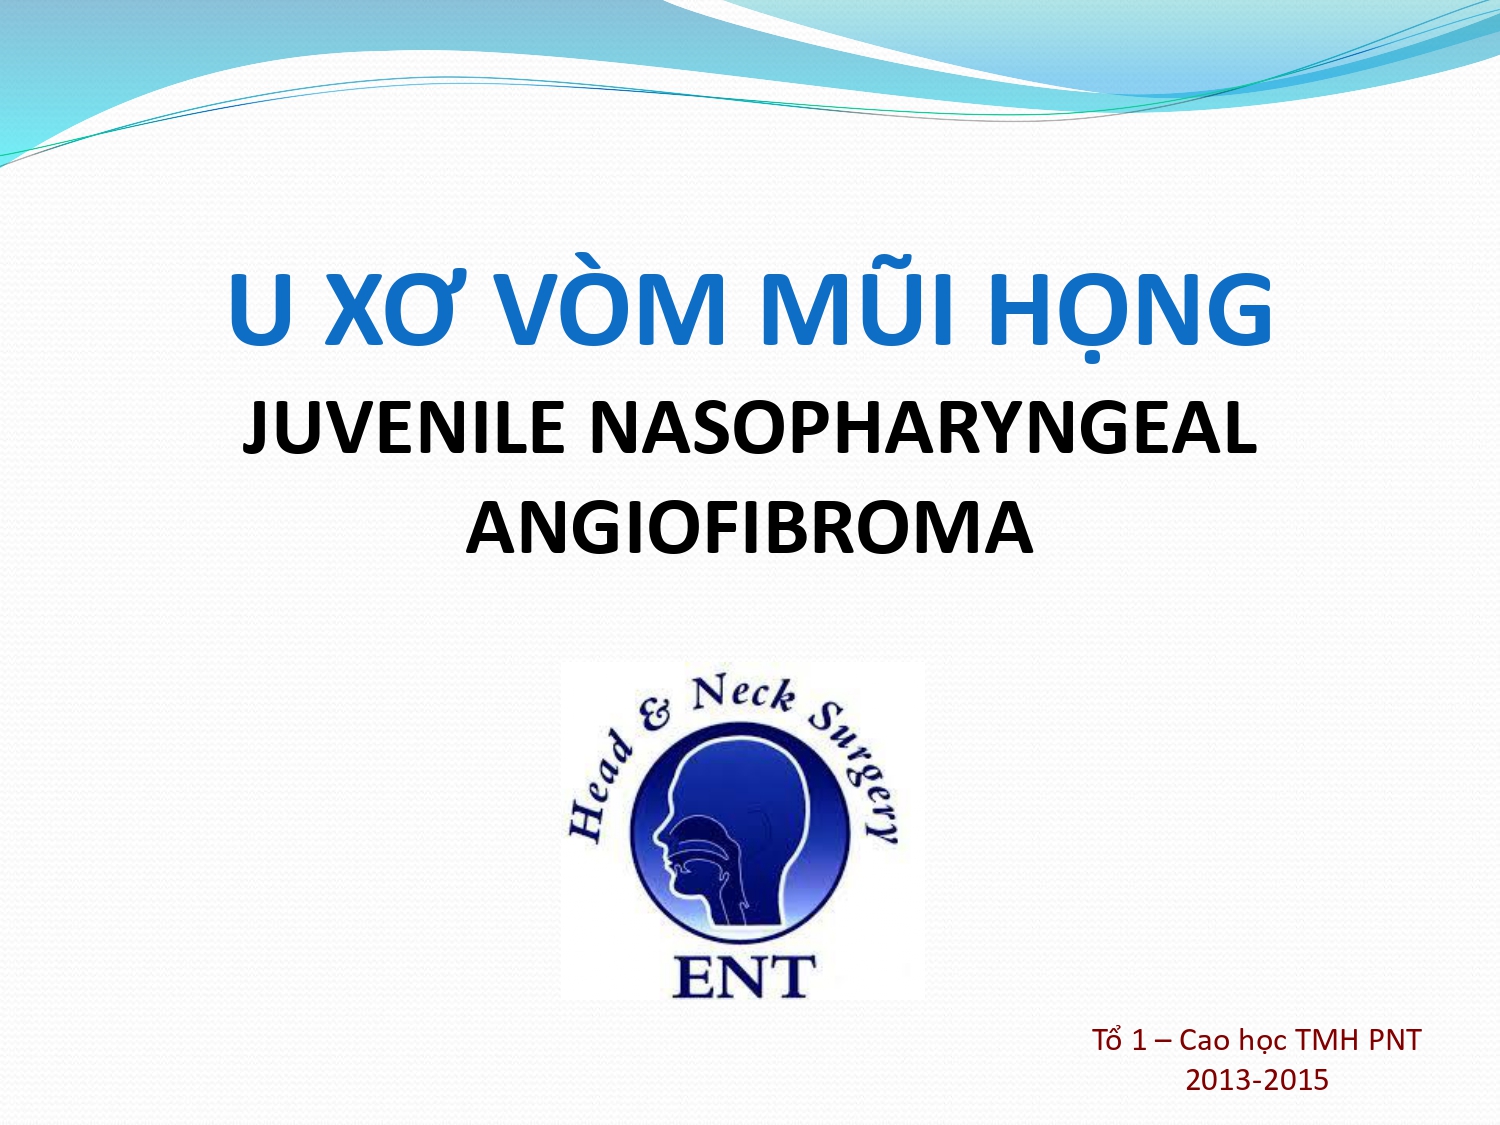 U XƠ VÒM MŨI HỌNG
JUVENILE NASOPHARYNGEAL
ANGIOFIBROMA
Head & Neck Surgery
ENT
Tổ 1 – Cao học TMH PNT
2013-2015